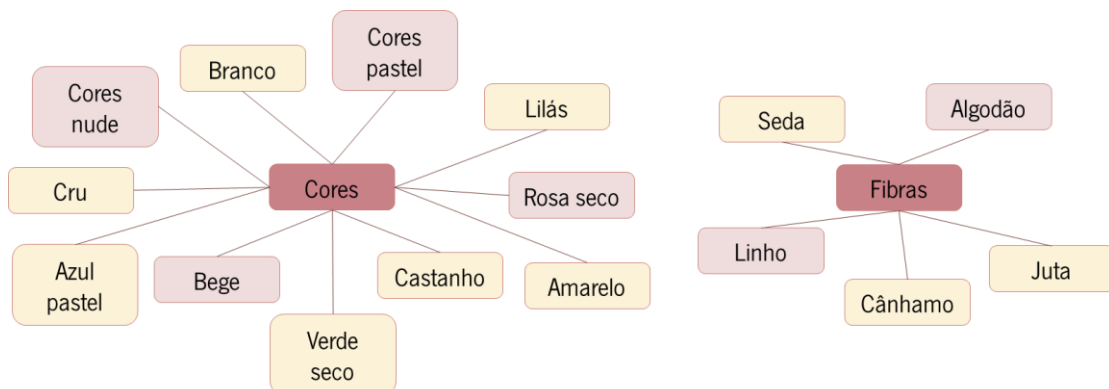 Cores
pastel
Branco
Cores
nude
Lilás
Cru
Cores
Rosa seco
Azul
pastel
Bege
Castanho
Amarelo
Verde
seco
Seda
Algodão
Fibras
Linho
Juta
Cânhamo